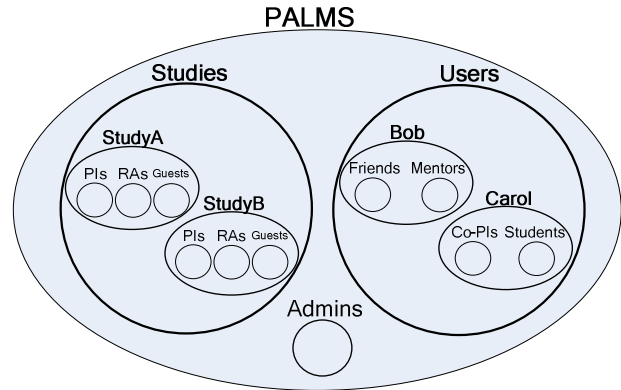 PALMS
Studies
Users
StudyA
PIs RAs Guests
StudyB
PIs RAs Guests
Bob
Friends Mentors
Carol
Co-PIs Students
Admins